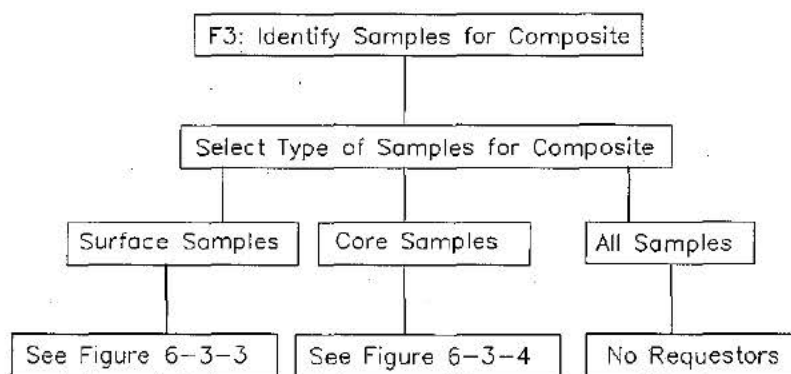 F3: Identify Samples for Composite
Select Type of Samples for Composite
Surface Samples
Core Samples
All Samples
See Figure 6-3-3
See Figure 6-3-4
No Requestors